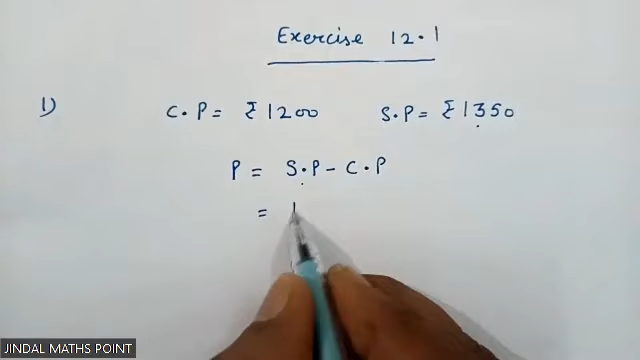 Exercise 12.1
1) C.P = ₹1200 S.P = ₹1350
P = S.P - C.P
= 1
JINDAL MATHS POINT